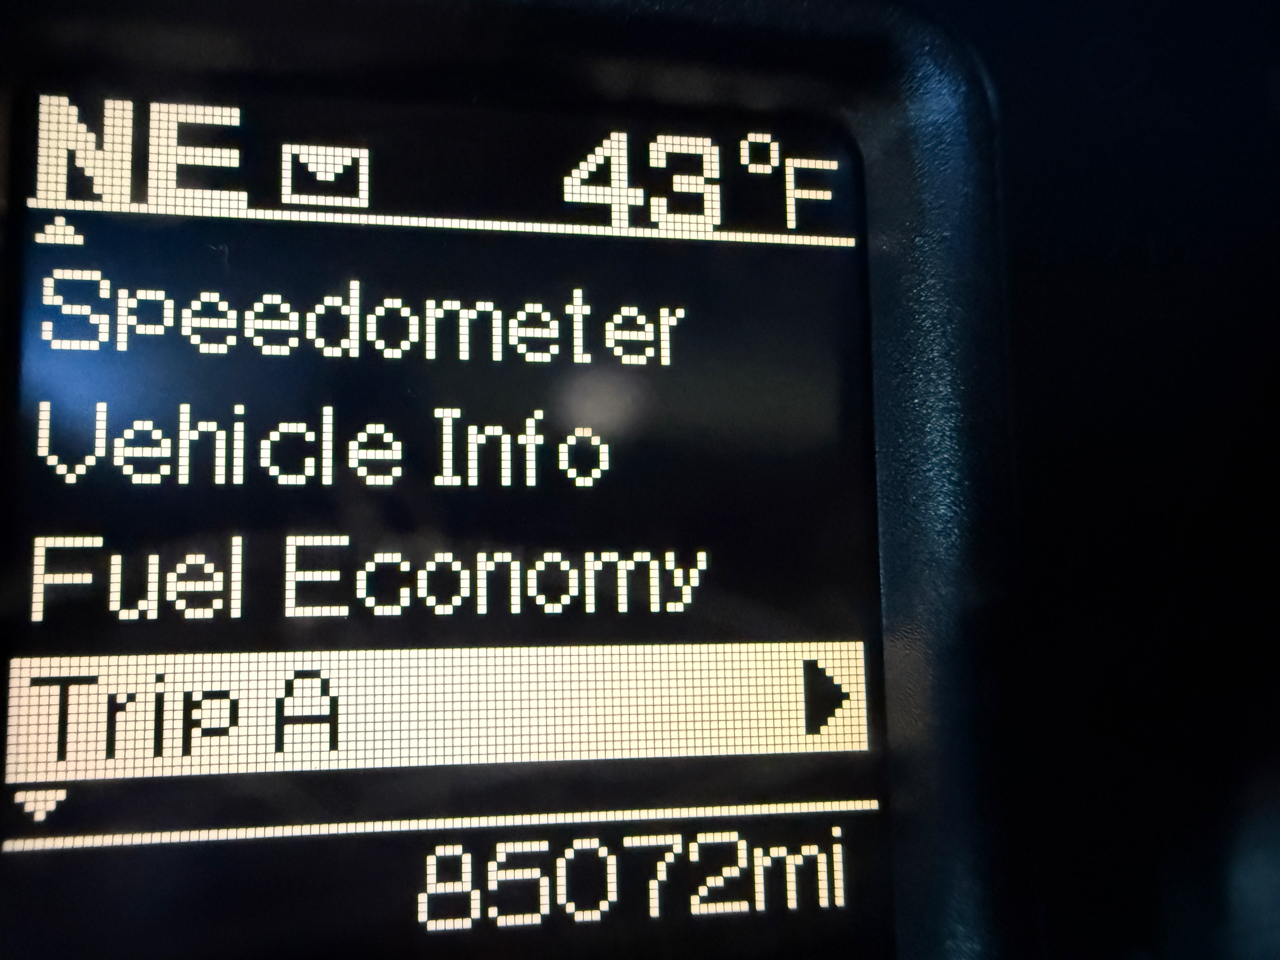 NE 43°F
Speedometer
Vehicle Info
Fuel Economy
Trip A
85072mi